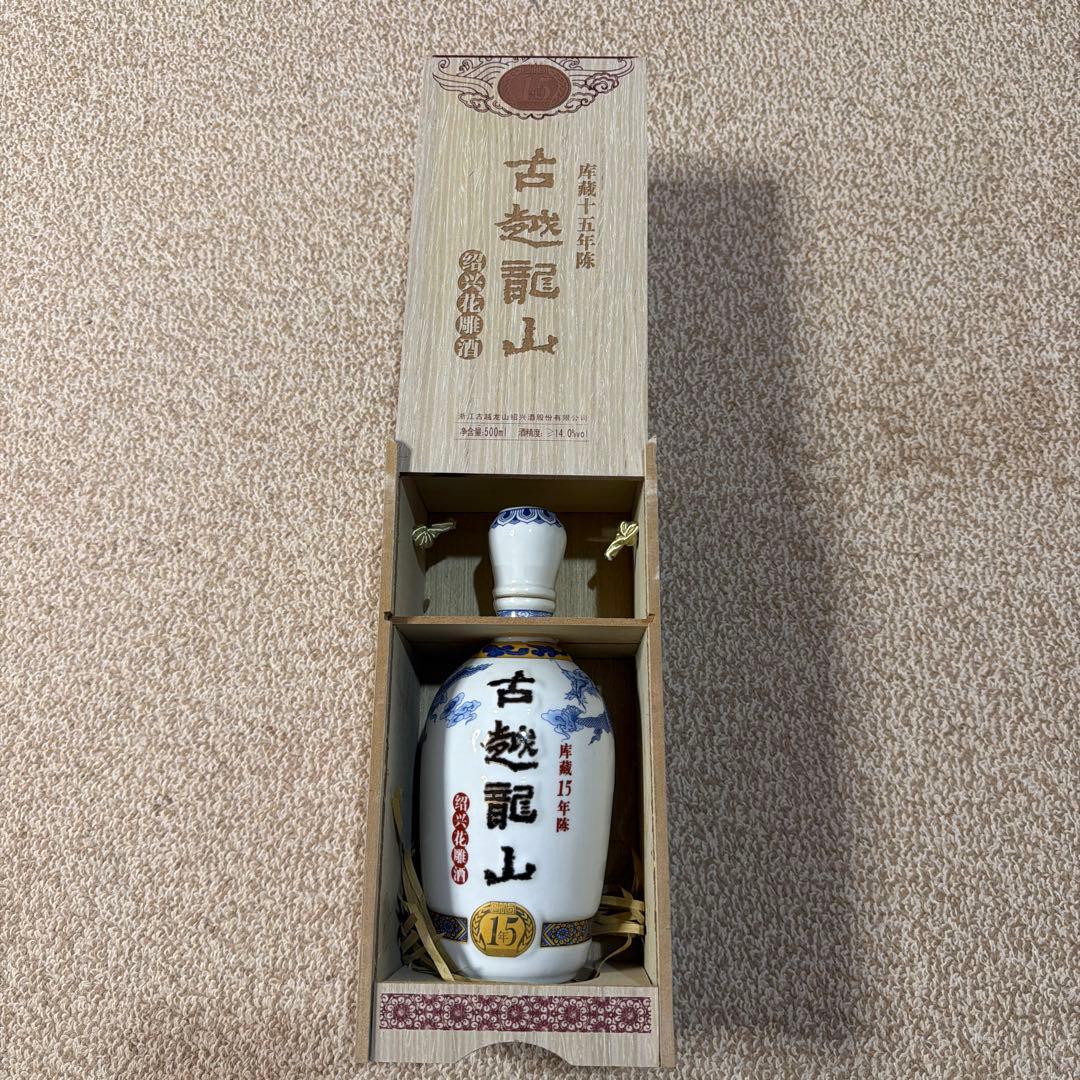 15
年
库藏十五年陈
古越龍山
绍兴花雕酒
浙江古越龙山绍兴酒股份有限公司
净含量:500ml 酒精度: ≥14.0%vol
古越龍山
库藏15年陈
绍兴花雕酒
15
年